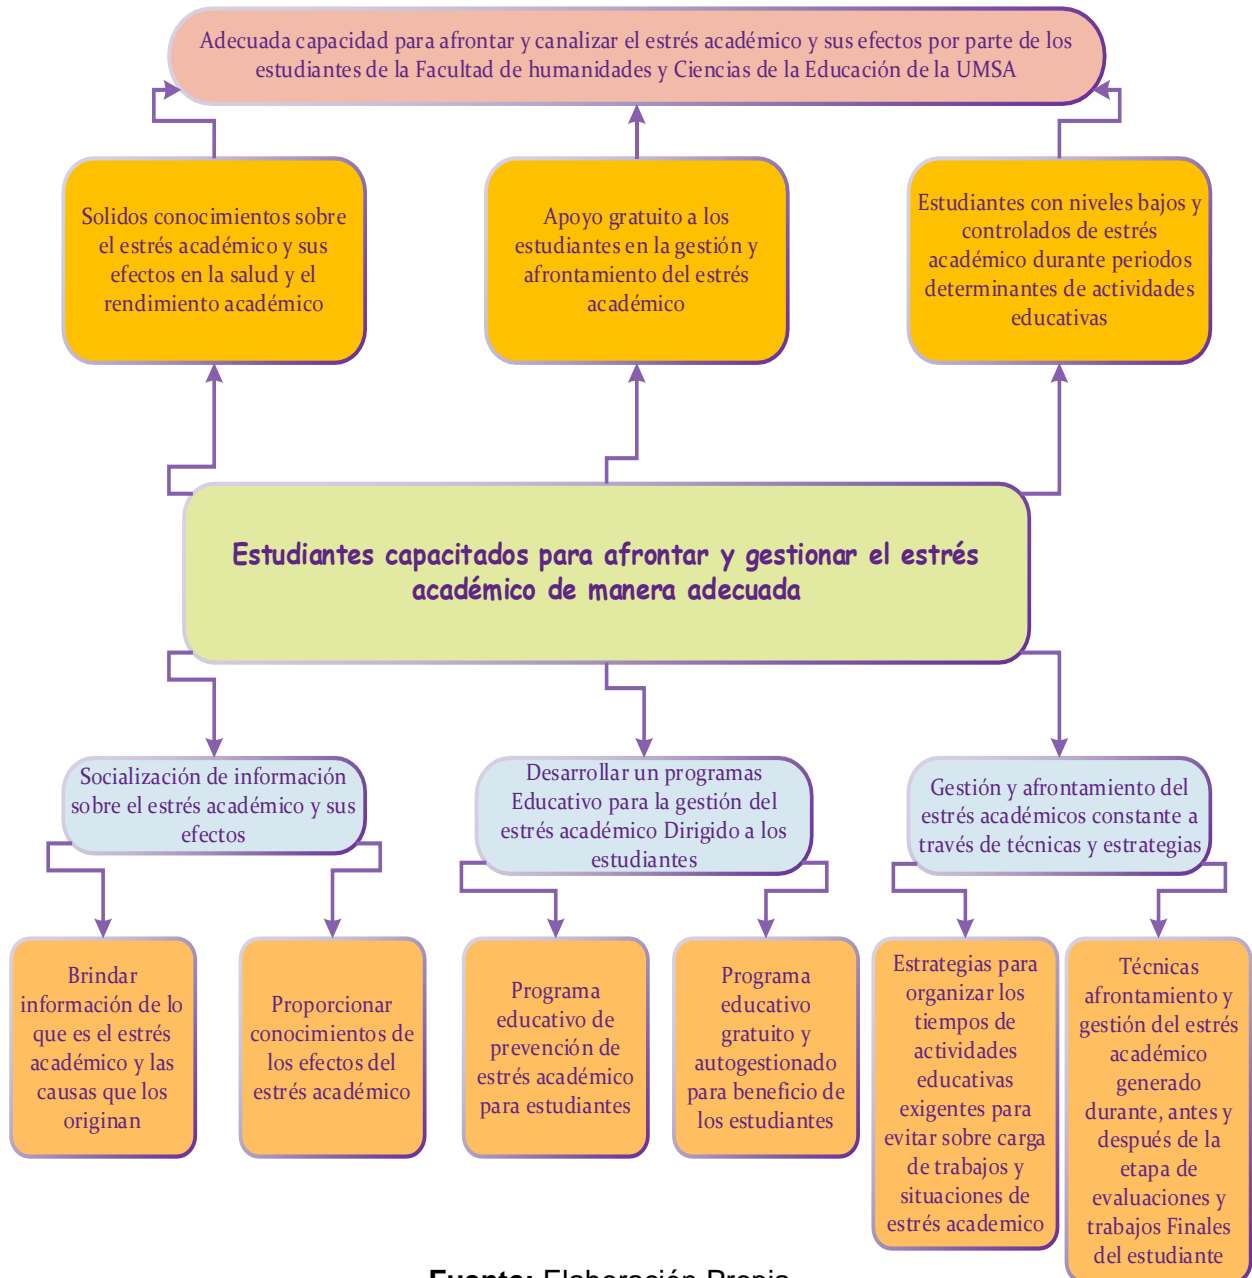 Adecuada capacidad para afrontar y canalizar el estrés académico y sus efectos por parte de los
estudiantes de la Facultad de humanidades y Ciencias de la Educación de la UMSA
Solidos conocimientos sobre
el estrés académico y sus
efectos en la salud y el
rendimiento académico
Apoyo gratuito a los
estudiantes en la gestión y
afrontamiento del estrés
académico
Estudiantes con niveles bajos y
controlados de estrés
académico durante periodos
determinantes de actividades
educativas
Estudiantes capacitados para afrontar y gestionar el estrés
académico de manera adecuada
Socialización de información
sobre el estrés académico y sus
efectos
Desarrollar un programas
Educativo para la gestión del
estrés académico Dirigido a los
estudiantes
Gestión y afrontamiento del
estrés académicos constante a
través de técnicas y estrategias
Brindar
información de lo
que es el estrés
académico y las
causas que los
originan
Proporcionar
conocimientos de
los efectos del
estrés académico
Programa
educativo de
prevención de
estrés académico
para estudiantes
Programa
educativo
gratuito y
autogestionado
para beneficio de
los estudiantes
Estrategias para
organizar los
tiempos de
actividades
educativas
exigentes para
evitar sobre carga
de trabajos y
situaciones de
estrés academico
Técnicas
afrontamiento y
gestión del estrés
académico
generado
durante, antes y
después de la
etapa de
evaluaciones y
trabajos Finales
del estudiante
Fuente: Elaboración Propia